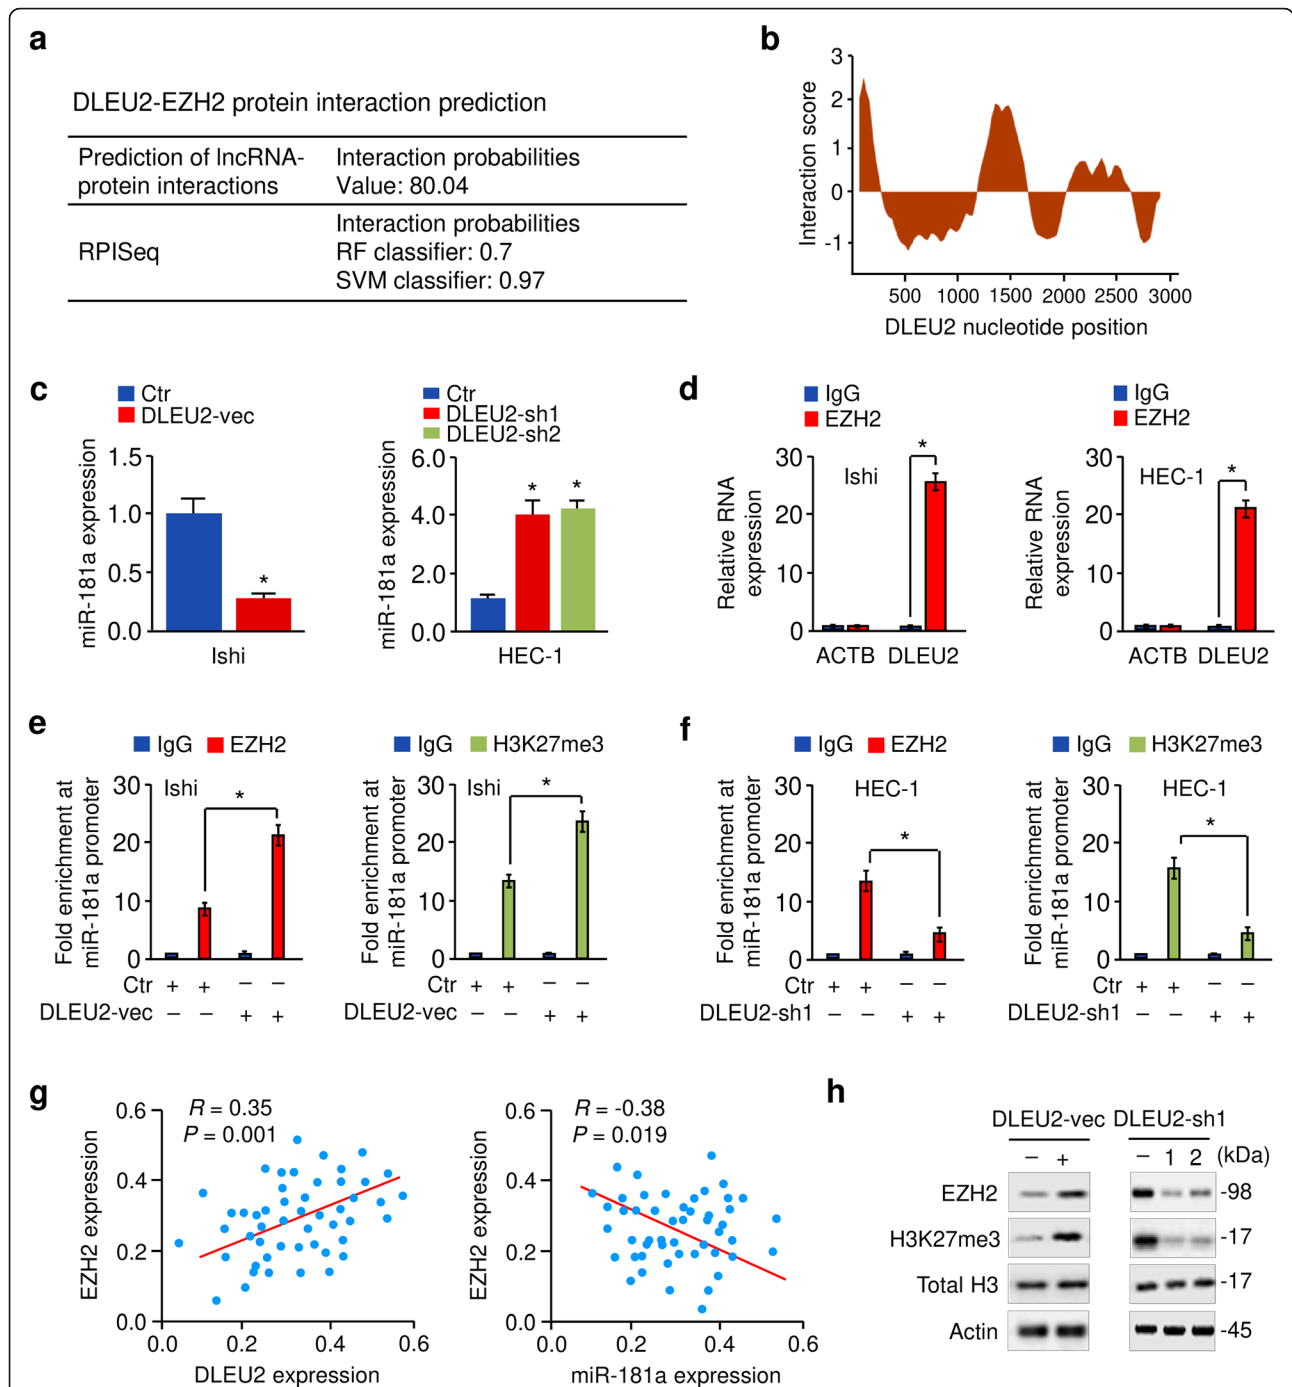 a
DLEU2-EZH2 protein interaction prediction
Prediction of lncRNA-
protein interactions
Interaction probabilities
Value: 80.04
RPISeq
Interaction probabilities
RF classifier: 0.7
SVM classifier: 0.97
b
Interaction score
3
2
1
0
-1
500 1000 1500 2000 2500 3000
DLEU2 nucleotide position
c
Ctr
DLEU2-vec
miR-181a expression
1.5
1.0
0.5
0.0
*
Ishi
Ctr
DLEU2-sh1
DLEU2-sh2
miR-181a expression
6.0
4.0
2.0
0.0
* *
HEC-1
d
IgG
EZH2
Relative RNA
expression
30
20
10
0
Ishi
*
ACTB DLEU2
IgG
EZH2
Relative RNA
expression
30
20
10
0
HEC-1
*
ACTB DLEU2
e
IgG EZH2
Fold enrichment at
miR-181a promoter
30
20
10
0
Ishi
*
Ctr + + − −
DLEU2-vec − − + +
IgG H3K27me3
Fold enrichment at
miR-181a promoter
30
20
10
0
Ishi
*
Ctr + + − −
DLEU2-vec − − + +
f
IgG EZH2
Fold enrichment at
miR-181a promoter
30
20
10
0
HEC-1
*
Ctr + + − −
DLEU2-sh1 − − + +
IgG H3K27me3
Fold enrichment at
miR-181a promoter
30
20
10
0
HEC-1
*
Ctr + + − −
DLEU2-sh1 − − + +
g
EZH2 expression
0.6
0.4
0.2
0.0
R = 0.35
P = 0.001
0.0 0.2 0.4 0.6
DLEU2 expression
EZH2 expression
0.6
0.4
0.2
0.0
R = -0.38
P = 0.019
0.0 0.2 0.4 0.6
miR-181a expression
h
DLEU2-vec DLEU2-sh1
− + − 1 2 (kDa)
EZH2 -98
H3K27me3 -17
Total H3 -17
Actin -45